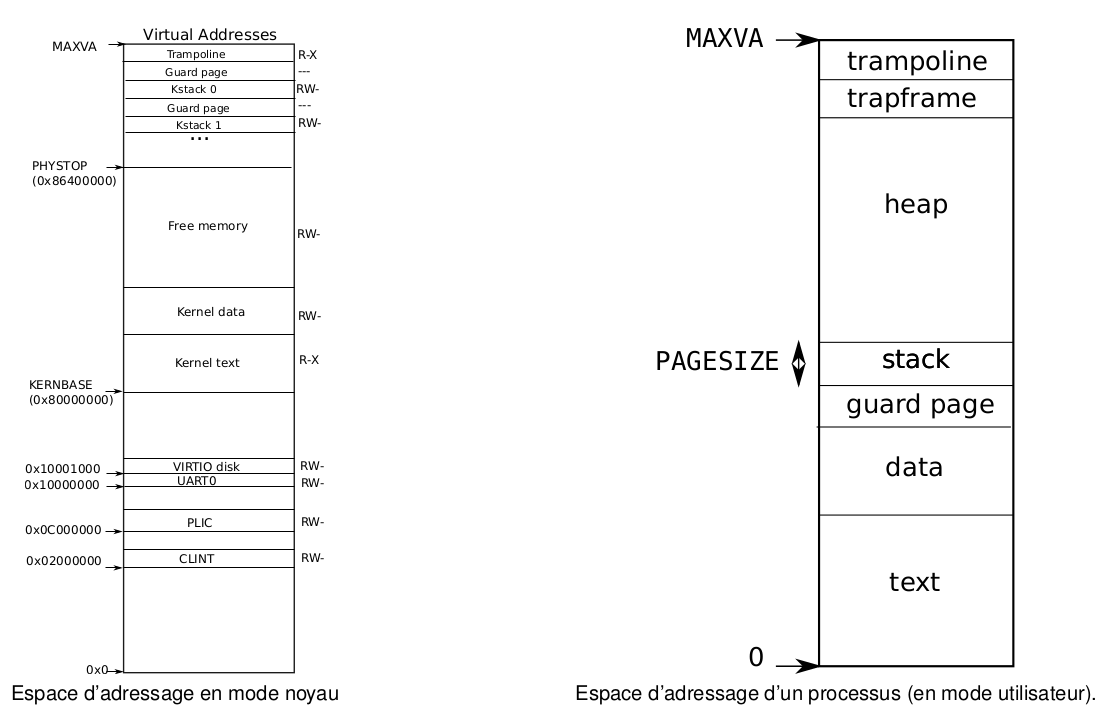 Virtual Addresses
MAXVA
Trampoline R-X
Guard page ---
Kstack 0 RW-
Guard page ---
Kstack 1 RW-
...
PHYSTOP
(0x86400000)
Free memory RW-
Kernel data RW-
Kernel text R-X
KERNBASE
(0x80000000)
VIRTIO disk RW-
0x10001000
UART0 RW-
0x10000000
PLIC RW-
0x0C000000
CLINT RW-
0x02000000
0x0
Espace d'adressage en mode noyau
MAXVA
trampoline
trapframe
heap
PAGESIZE
stack
guard page
data
text
0
Espace d'adressage d'un processus (en mode utilisateur).